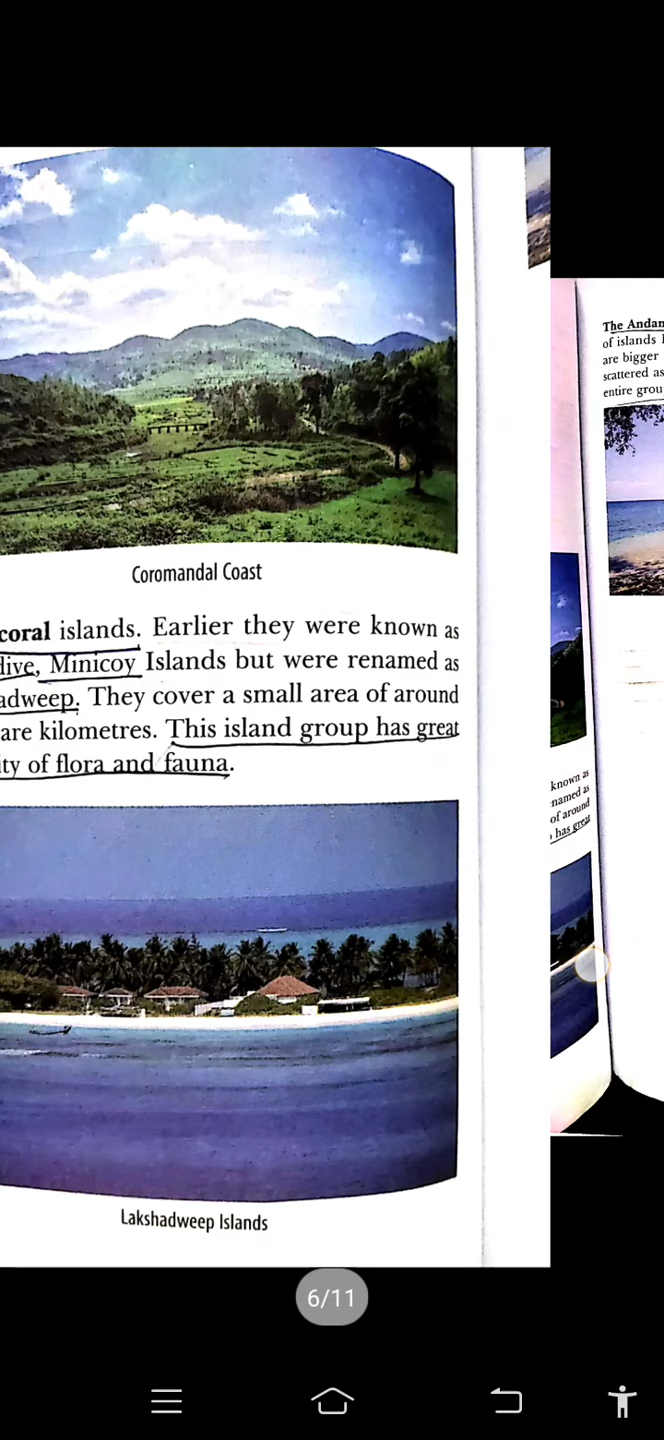 Coromandal Coast
coral islands. Earlier they were known as
dive, Minicoy Islands but were renamed as
adweep. They cover a small area of around
are kilometres. This island group has great
ity of flora and fauna.
Lakshadweep Islands
The Andam
of islands
are bigger
scattered as
entire grou
known as
named as
of around
has great
6/11